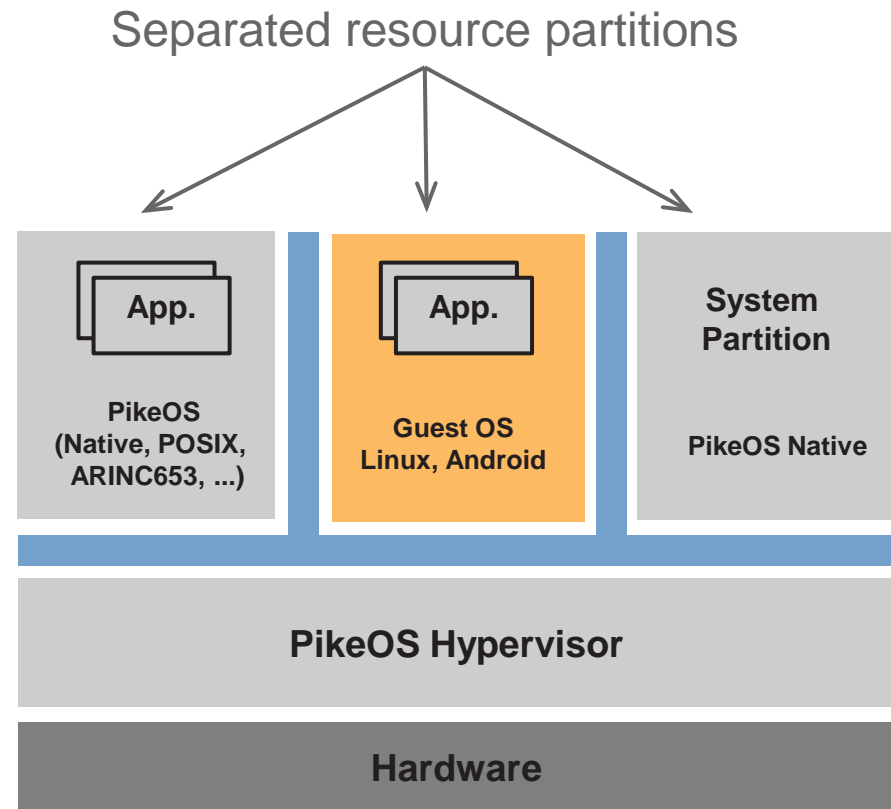 Separated resource partitions
App.
PikeOS
(Native, POSIX,
ARINC653, ...)
App.
Guest OS
Linux, Android
System
Partition
PikeOS Native
PikeOS Hypervisor
Hardware